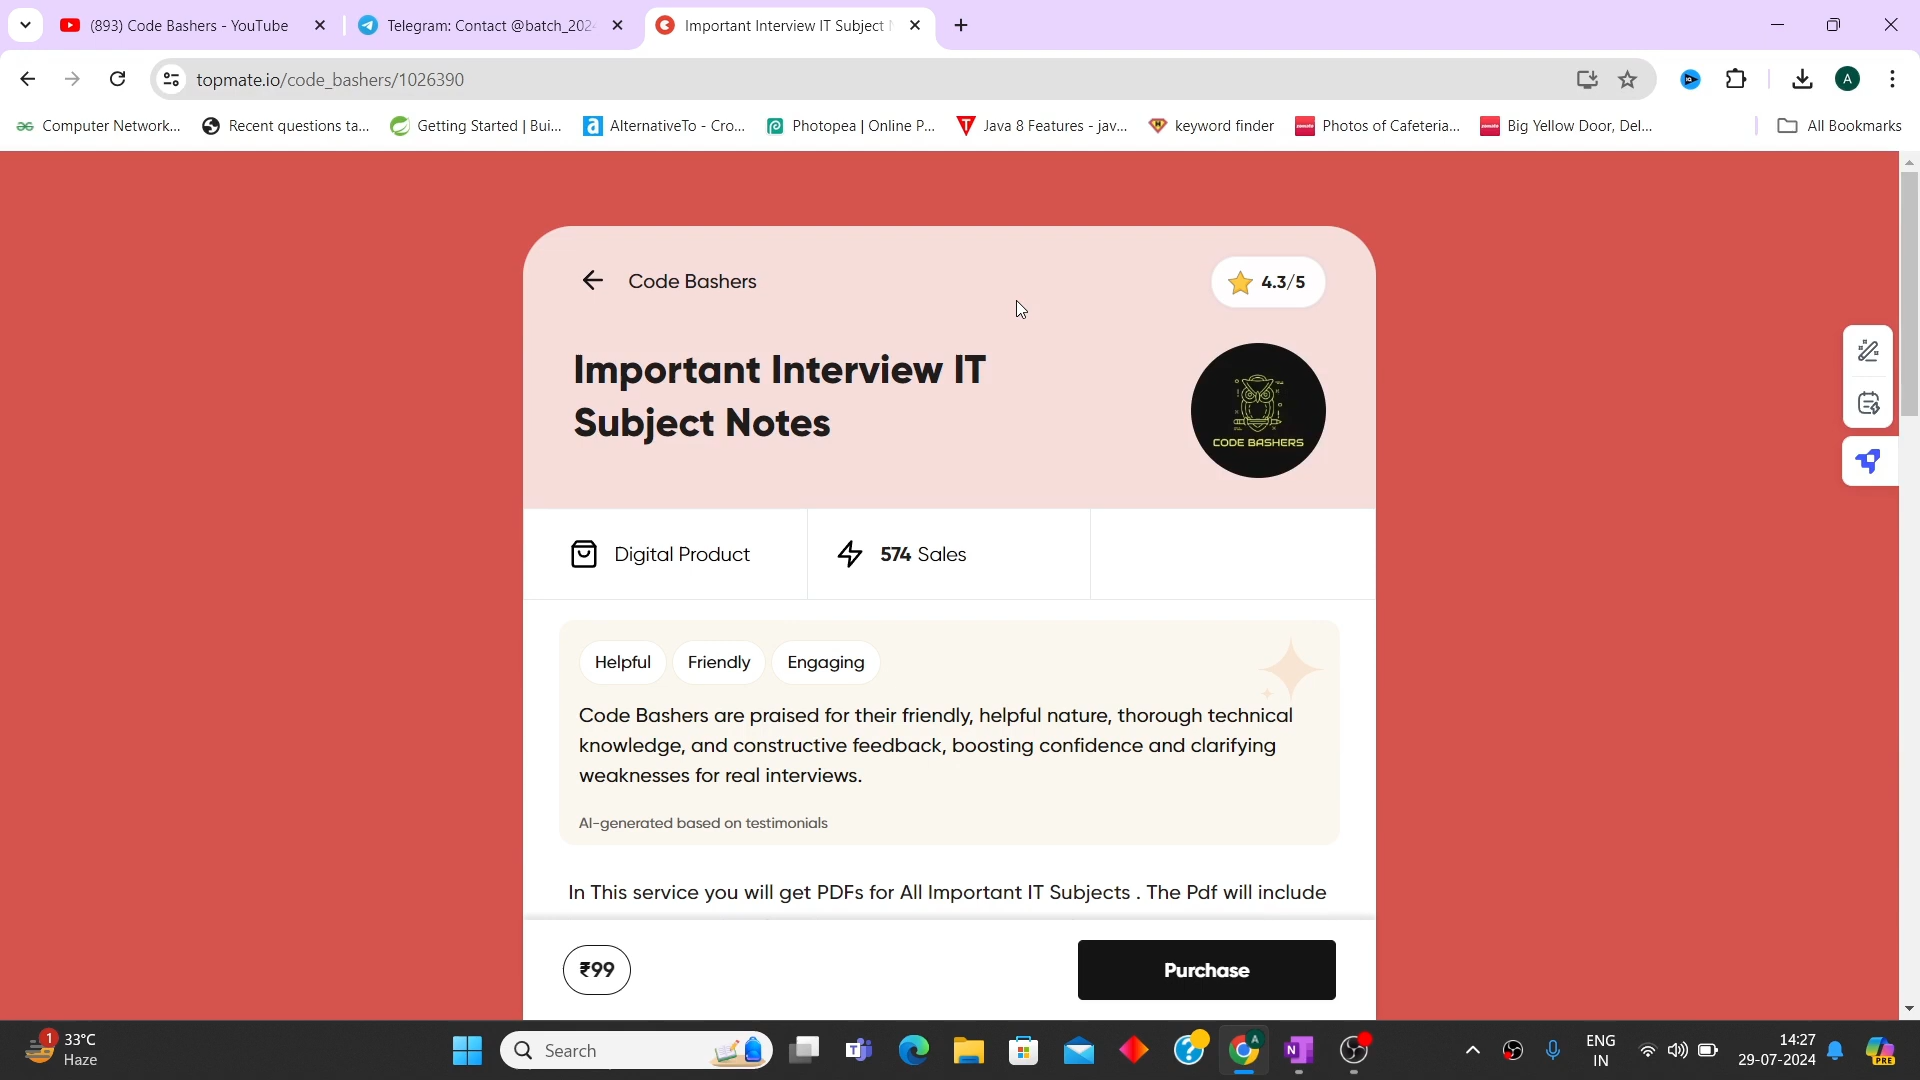 (893) Code Bashers - YouTube
Telegram: Contact @batch_202
Important Interview IT Subject
topmate.io/code_bashers/1026390
A
Computer Network...
Recent questions ta...
Getting Started | Bui...
AlternativeTo - Cro...
Photopea | Online P...
Java 8 Features - jav...
keyword finder
Photos of Cafeteria...
Big Yellow Door, Del...
All Bookmarks
Code Bashers
4.3/5
Important Interview IT
Subject Notes
CODE BASHERS
Digital Product
574 Sales
Helpful
Friendly
Engaging
Code Bashers are praised for their friendly, helpful nature, thorough technical
knowledge, and constructive feedback, boosting confidence and clarifying
weaknesses for real interviews.
AI-generated based on testimonials
In This service you will get PDFs for All Important IT Subjects . The Pdf will include
₹99
Purchase
1
33°C
Haze
Search
ENG
IN
14:27
29-07-2024
PRE